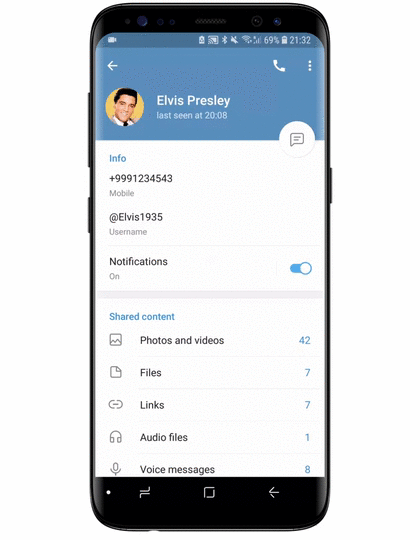 69% 21:32
Elvis Presley
last seen at 20:08
Info
+9991234543
Mobile
@Elvis1935
Username
Notifications
On
Shared content
Photos and videos 42
Files 7
Links 7
Audio files 1
Voice messages 8